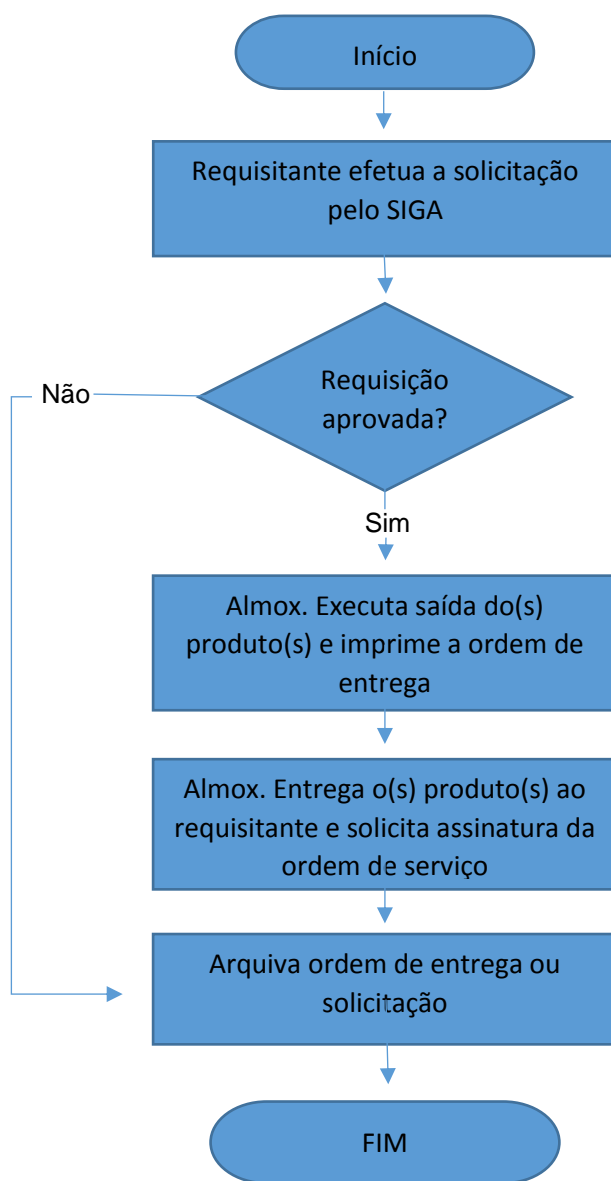 Início
Requisitante efetua a solicitação
pelo SIGA
Requisição
aprovada?
Não
Sim
Almox. Executa saída do(s)
produto(s) e imprime a ordem de
entrega
Almox. Entrega o(s) produto(s) ao
requisitante e solicita assinatura da
ordem de serviço
Arquiva ordem de entrega ou
solicitação
FIM